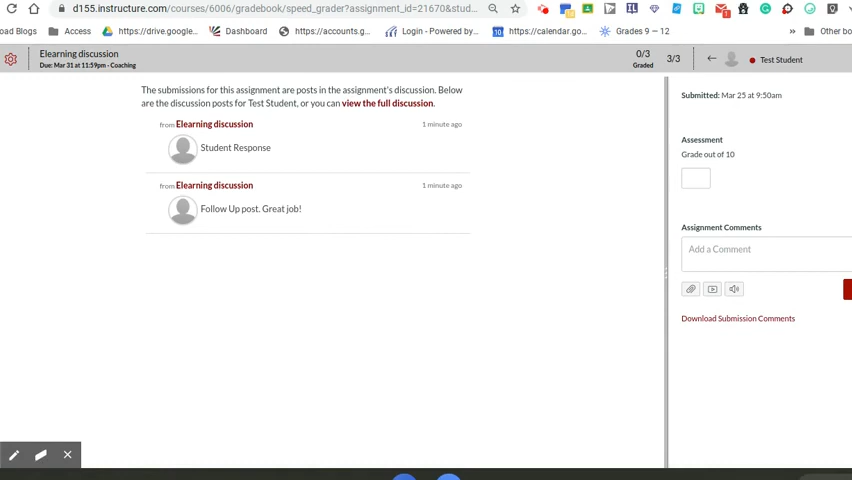 d155.instructure.com/courses/6006/gradebook/speed_grader?assignment_id=21670&stud...
oad Blogs Access https://drive.google... Dashboard https://accounts.g... Login - Powered by... 10 https://calendar.go... Grades 9 — 12 » Other bo
Elearning discussion
Due: Mar 31 at 11:59pm - Coaching
0/3
Graded
3/3
Test Student
The submissions for this assignment are posts in the assignment's discussion. Below
are the discussion posts for Test Student, or you can view the full discussion.
from Elearning discussion 1 minute ago
Student Response
from Elearning discussion 1 minute ago
Follow Up post. Great job!
Submitted: Mar 25 at 9:50am
Assessment
Grade out of 10
Assignment Comments
Add a Comment
Download Submission Comments